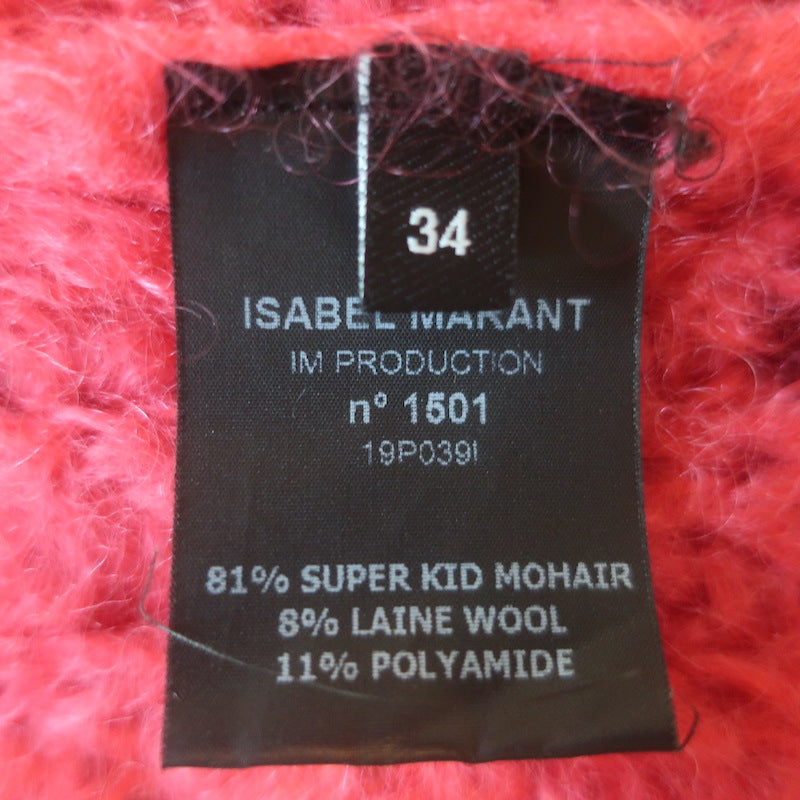 34
ISABEL MARANT
IM PRODUCTION
n° 1501
19P039I
81% SUPER KID MOHAIR
8% LAINE WOOL
11% POLYAMIDE